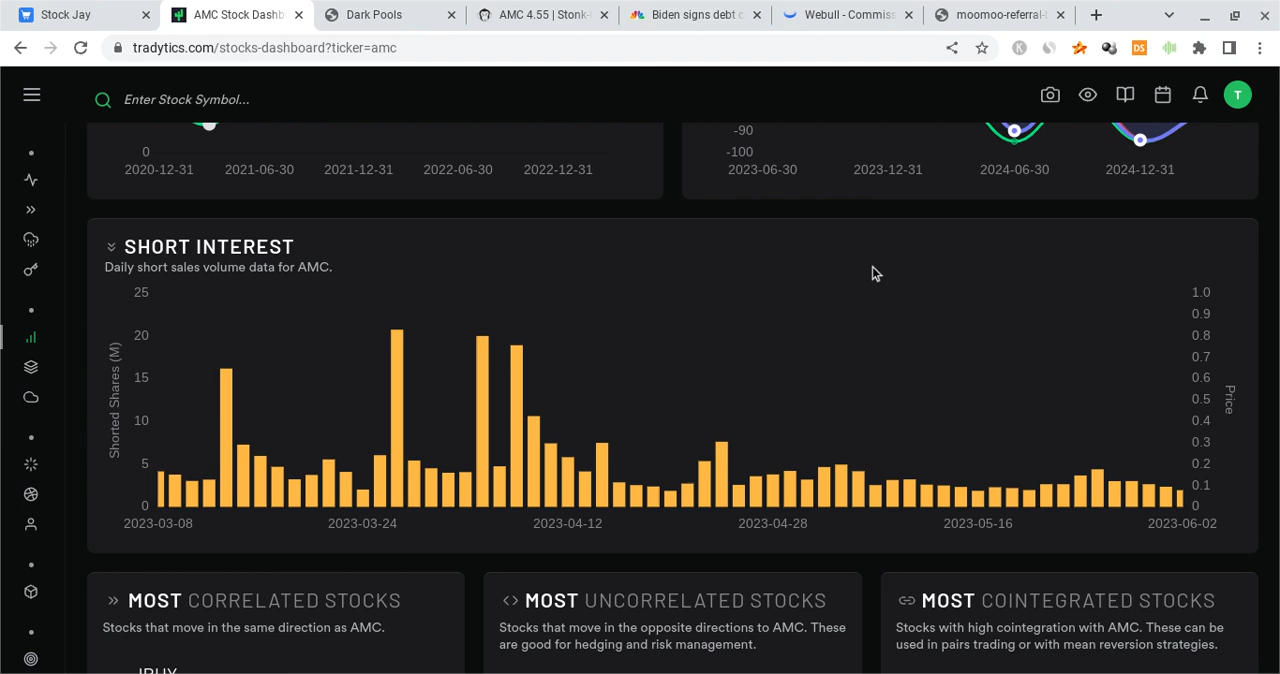 Stock Jay
AMC Stock Dashb
Dark Pools
AMC 4.55 | Stonk-
Biden signs debt c
Webull - Commiss
moomoo-referral-
tradytics.com/stocks-dashboard?ticker=amc
DS
Enter Stock Symbol...
T
0
2020-12-31 2021-06-30 2021-12-31 2022-06-30 2022-12-31
-90
-100
2023-06-30 2023-12-31 2024-06-30 2024-12-31
SHORT INTEREST
Daily short sales volume data for AMC.
Shorted Shares (M)
25
20
15
10
5
0
1.0
0.9
0.8
0.7
0.6
0.5
0.4
0.3
0.2
0.1
0
Price
2023-03-08 2023-03-24 2023-04-12 2023-04-28 2023-05-16 2023-06-02
MOST CORRELATED STOCKS
Stocks that move in the same direction as AMC.
MOST UNCORRELATED STOCKS
Stocks that move in the opposite directions to AMC. These
are good for hedging and risk management.
MOST COINTEGRATED STOCKS
Stocks with high cointegration with AMC. These can be
used in pairs trading or with mean reversion strategies.